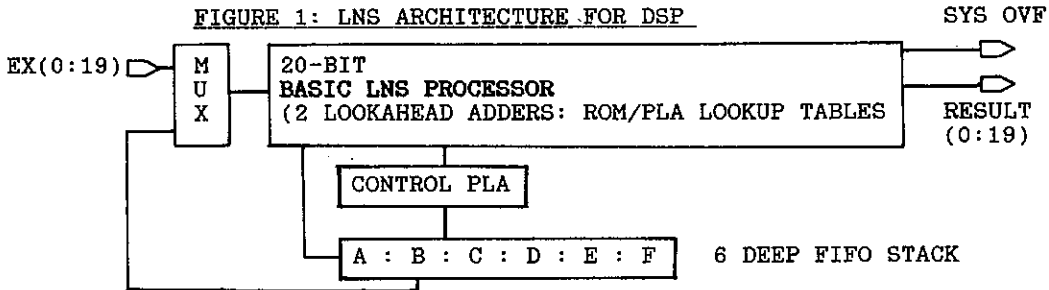 FIGURE 1: LNS ARCHITECTURE FOR DSP
SYS OVF
EX(0:19)
M
U
X
20-BIT
BASIC LNS PROCESSOR
(2 LOOKAHEAD ADDERS: ROM/PLA LOOKUP TABLES
RESULT
(0:19)
CONTROL PLA
A : B : C : D : E : F
6 DEEP FIFO STACK